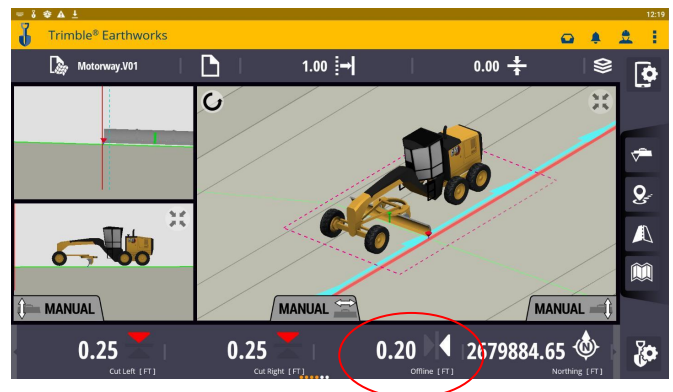 12:19
Trimble® Earthworks
Motorway.V01
1.00
0.00
MANUAL
MANUAL
MANUAL
0.25
0.25
0.20
2679884.65
N
Cut Left [FT]
Cut Right [FT]
Offline [FT]
Northing [FT]